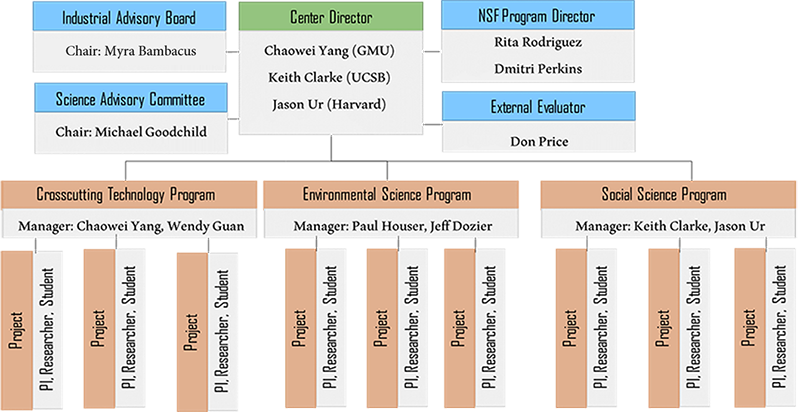 Industrial Advisory Board
Chair: Myra Bambacus
Center Director
Chaowei Yang (GMU)
Keith Clarke (UCSB)
Jason Ur (Harvard)
NSF Program Director
Rita Rodriguez
Dmitri Perkins
Science Advisory Committee
Chair: Michael Goodchild
External Evaluator
Don Price
Crosscutting Technology Program
Manager: Chaowei Yang, Wendy Guan
Environmental Science Program
Manager: Paul Houser, Jeff Dozier
Social Science Program
Manager: Keith Clarke, Jason Ur
Project
PI, Researcher, Student
Project
PI, Researcher, Student
Project
PI, Researcher, Student
Project
PI, Researcher, Student
Project
PI, Researcher, Student
Project
PI, Researcher, Student
Project
PI, Researcher, Student
Project
PI, Researcher, Student
Project
PI, Researcher, Student